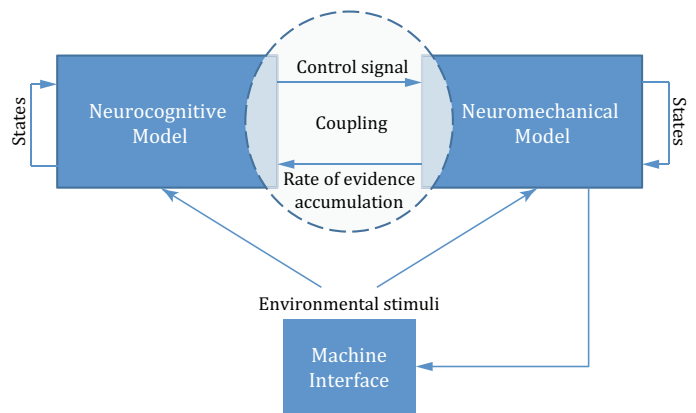 Control signal
States
Neurocognitive
Model
Coupling
Neuromechanical
Model
States
Rate of evidence
accumulation
Environmental stimuli
Machine
Interface